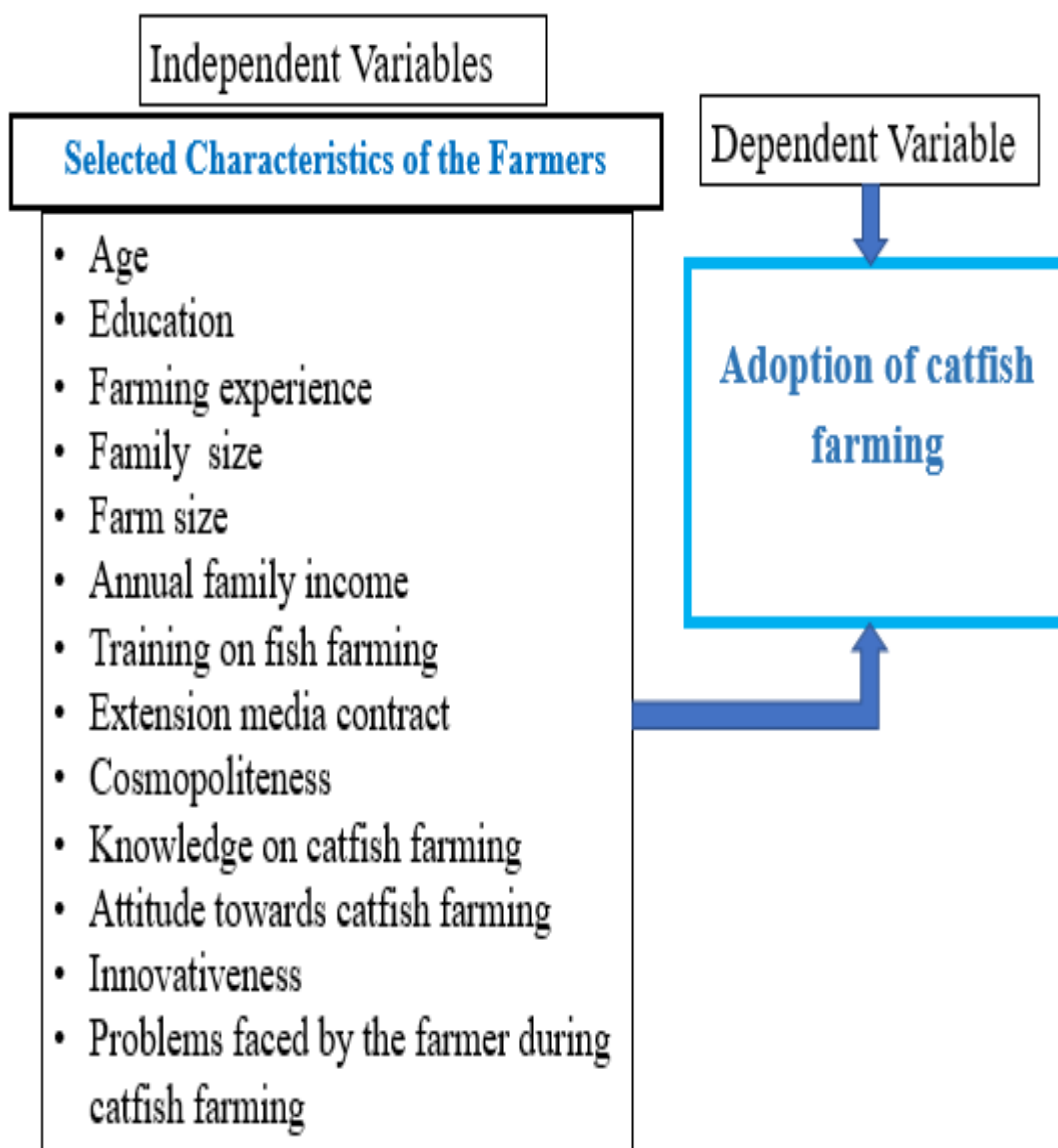 Independent Variables
Selected Characteristics of the Farmers
• Age
• Education
• Farming experience
• Family size
• Farm size
• Annual family income
• Training on fish farming
• Extension media contract
• Cosmopoliteness
• Knowledge on catfish farming
• Attitude towards catfish farming
• Innovativeness
• Problems faced by the farmer during
catfish farming
Dependent Variable
Adoption of catfish
farming